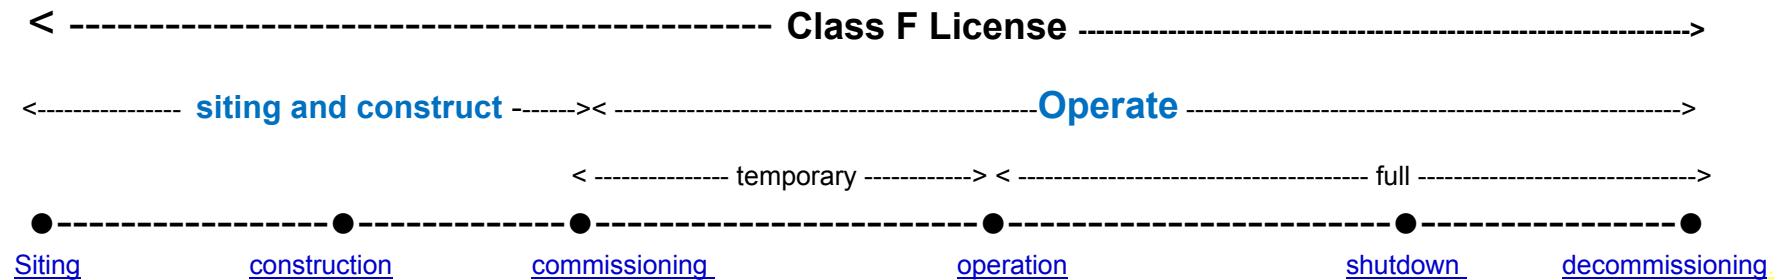 < ---------------------------------------- Class F License -------------------------------------------------------------------->
<---------------- siting and construct -------->< -----------------------------------------------Operate ------------------------------------------------------->
< --------------- temporary ------------> < --------------------------------------- full ------------------------------->
Siting construction commissioning operation shutdown decommissioning